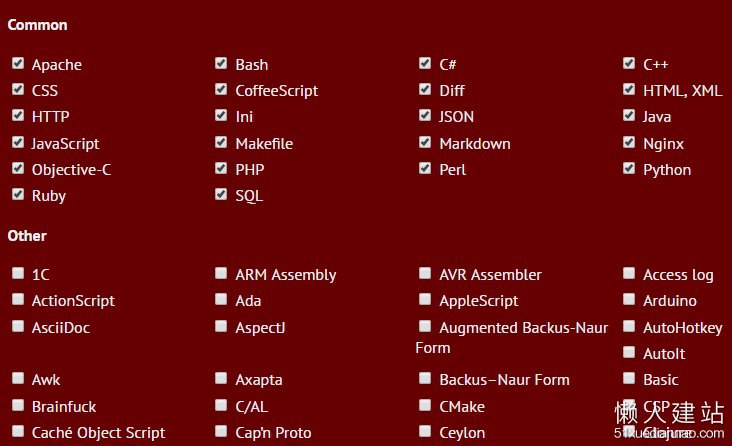 Common
Apache Bash C# C++
CSS CoffeeScript Diff HTML, XML
HTTP Ini JSON Java
JavaScript Makefile Markdown Nginx
Objective-C PHP Perl Python
Ruby SQL
Other
1C ARM Assembly AVR Assembler Access log
ActionScript Ada AppleScript Arduino
AsciiDoc AspectJ Augmented Backus-Naur AutoHotkey
Form
AutoIt
Awk Axapta Backus–Naur Form Basic
Brainfuck C/AL CMake CSP
懒人建站
Caché Object Script Cap'n Proto Ceylon